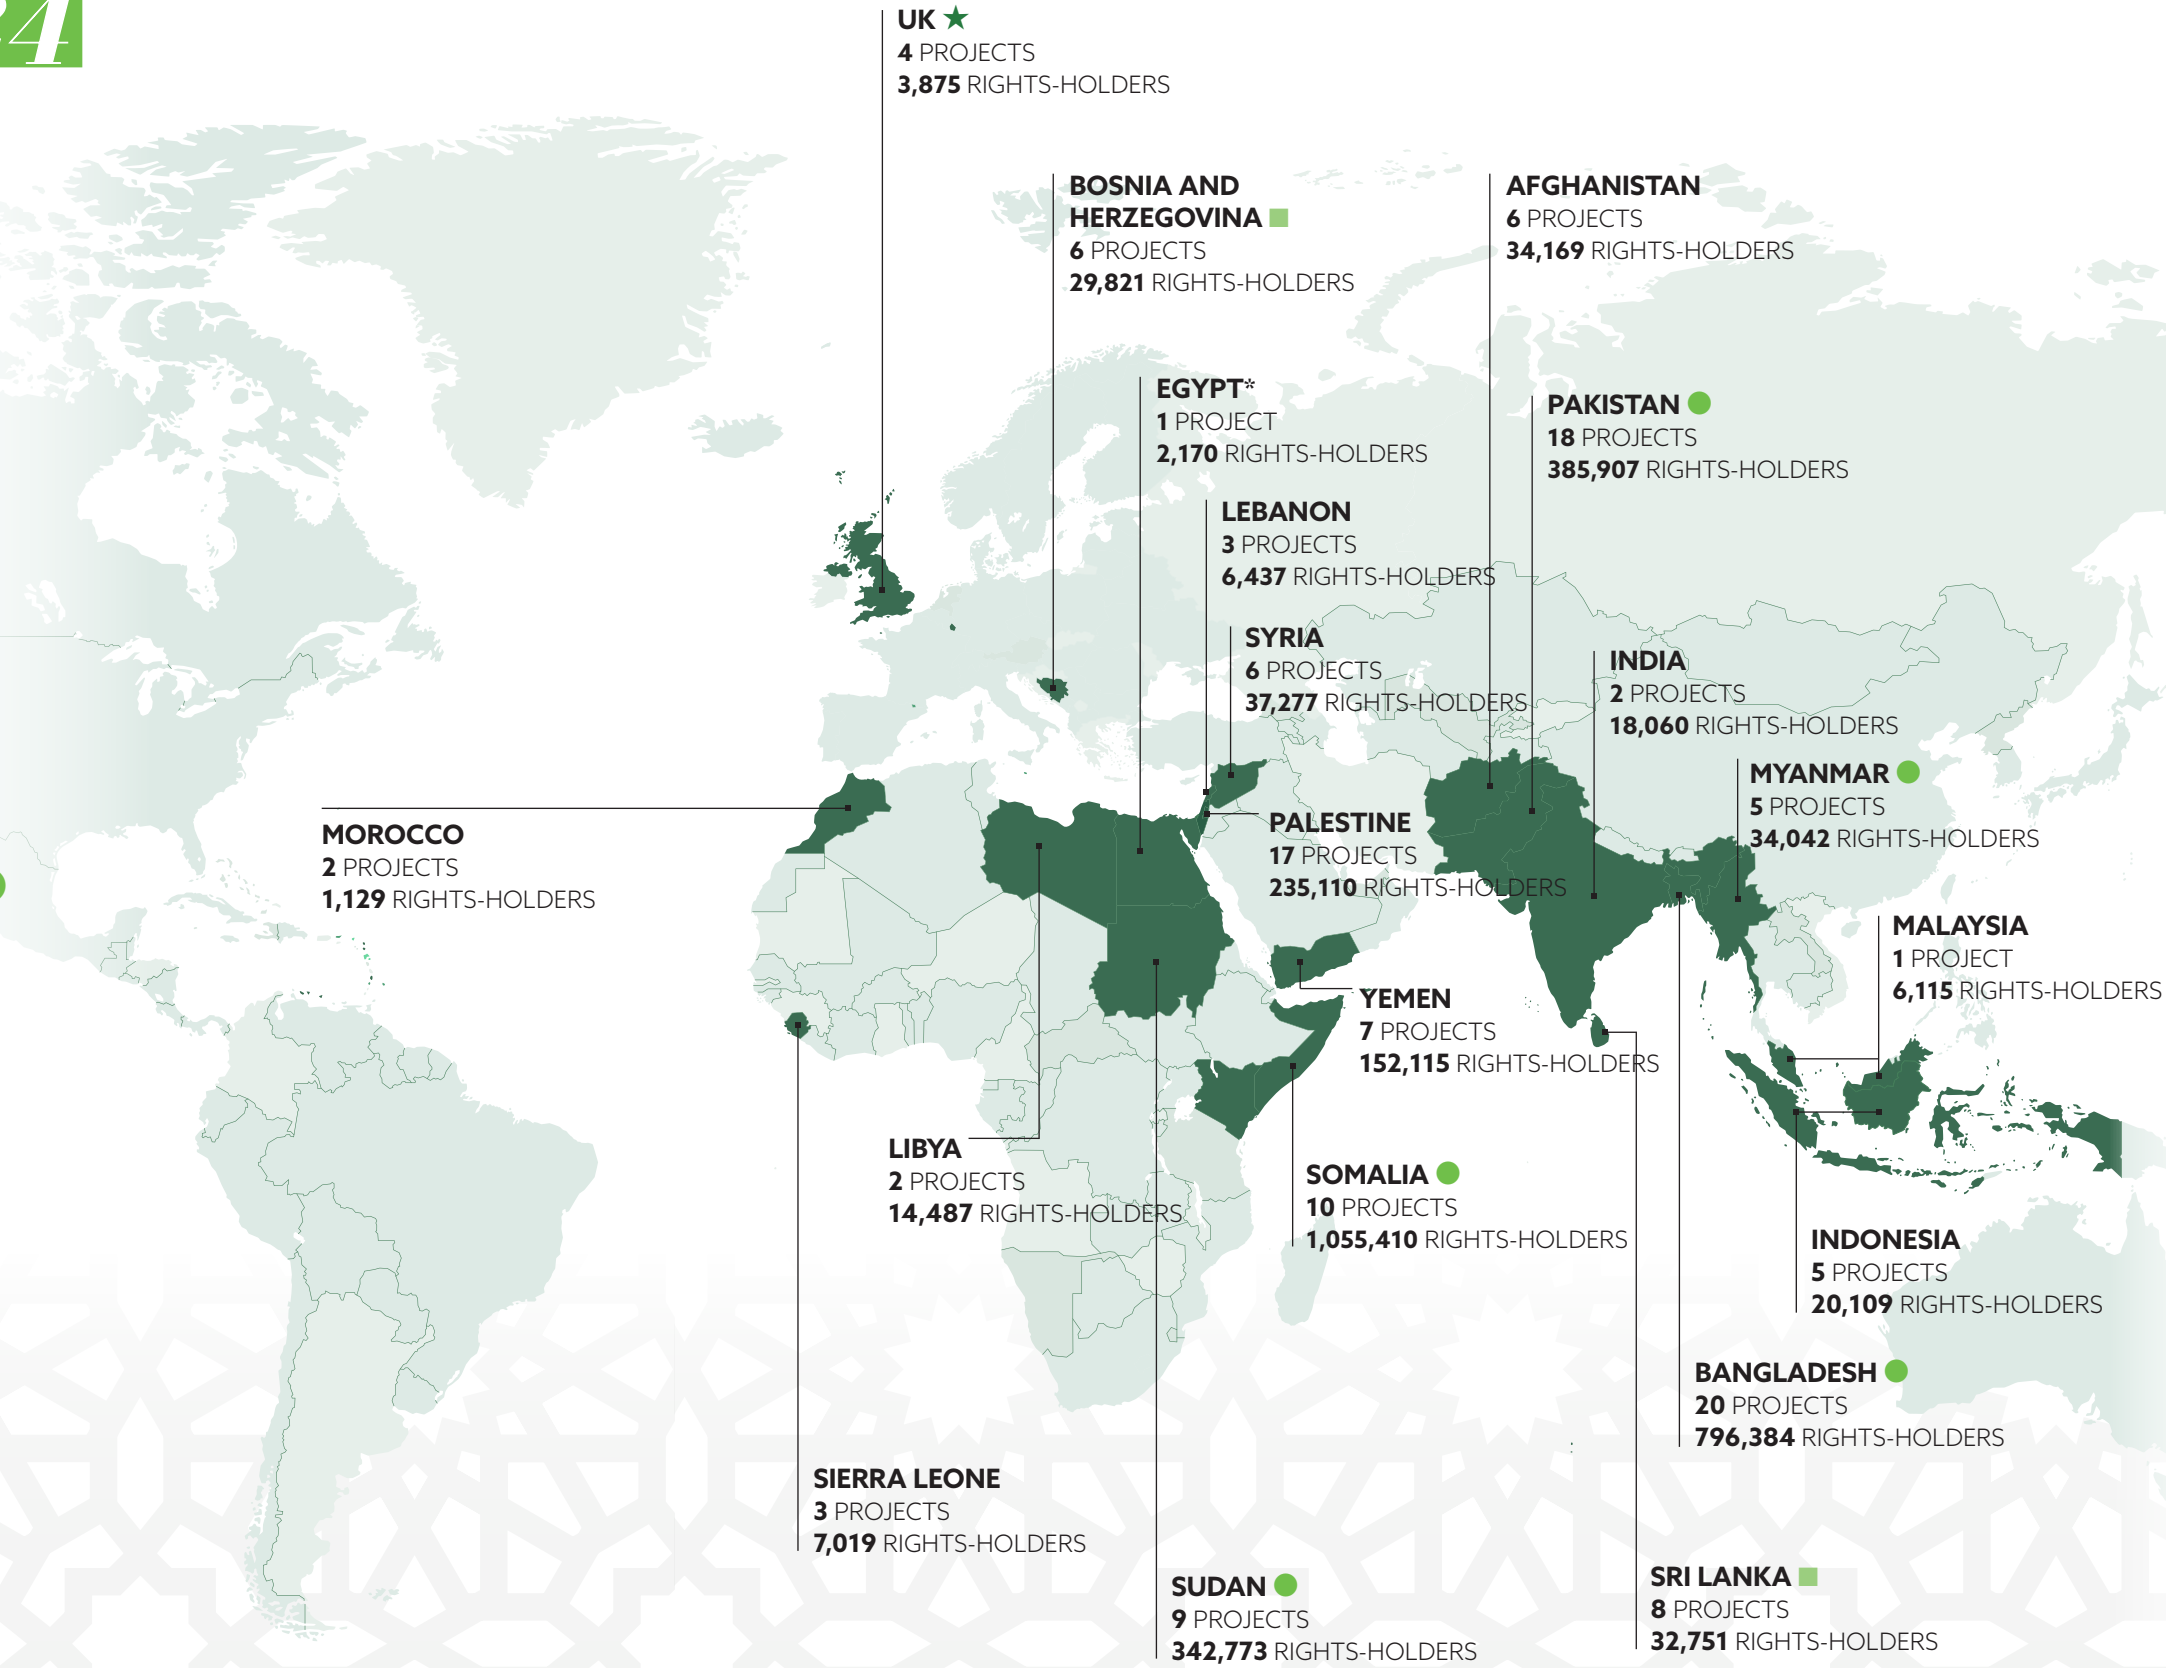 4
UK
4 PROJECTS
3,875 RIGHTS-HOLDERS
BOSNIA AND
HERZEGOVINA
6 PROJECTS
29,821 RIGHTS-HOLDERS
AFGHANISTAN
6 PROJECTS
34,169 RIGHTS-HOLDERS
EGYPT*
1 PROJECT
2,170 RIGHTS-HOLDERS
PAKISTAN
18 PROJECTS
385,907 RIGHTS-HOLDERS
LEBANON
3 PROJECTS
6,437 RIGHTS-HOLDERS
SYRIA
6 PROJECTS
37,277 RIGHTS-HOLDERS
INDIA
2 PROJECTS
18,060 RIGHTS-HOLDERS
MYANMAR
5 PROJECTS
34,042 RIGHTS-HOLDERS
MOROCCO
2 PROJECTS
1,129 RIGHTS-HOLDERS
PALESTINE
17 PROJECTS
235,110 RIGHTS-HOLDERS
MALAYSIA
1 PROJECT
6,115 RIGHTS-HOLDERS
YEMEN
7 PROJECTS
152,115 RIGHTS-HOLDERS
LIBYA
2 PROJECTS
14,487 RIGHTS-HOLDERS
SOMALIA
10 PROJECTS
1,055,410 RIGHTS-HOLDERS
INDONESIA
5 PROJECTS
20,109 RIGHTS-HOLDERS
BANGLADESH
20 PROJECTS
796,384 RIGHTS-HOLDERS
SIERRA LEONE
3 PROJECTS
7,019 RIGHTS-HOLDERS
SUDAN
9 PROJECTS
342,773 RIGHTS-HOLDERS
SRI LANKA
8 PROJECTS
32,751 RIGHTS-HOLDERS